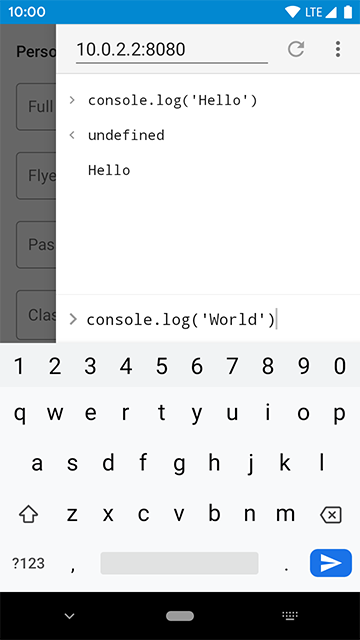 10:00
LTE
Perso
10.0.2.2:8080
Full
> console.log('Hello')
< undefined
Flye
Hello
Pas
Clas
> console.log('World')
1 2 3 4 5 6 7 8 9 0
q w e r t y u i o p
a s d f g h j k l
z x c v b n m
?123 , .